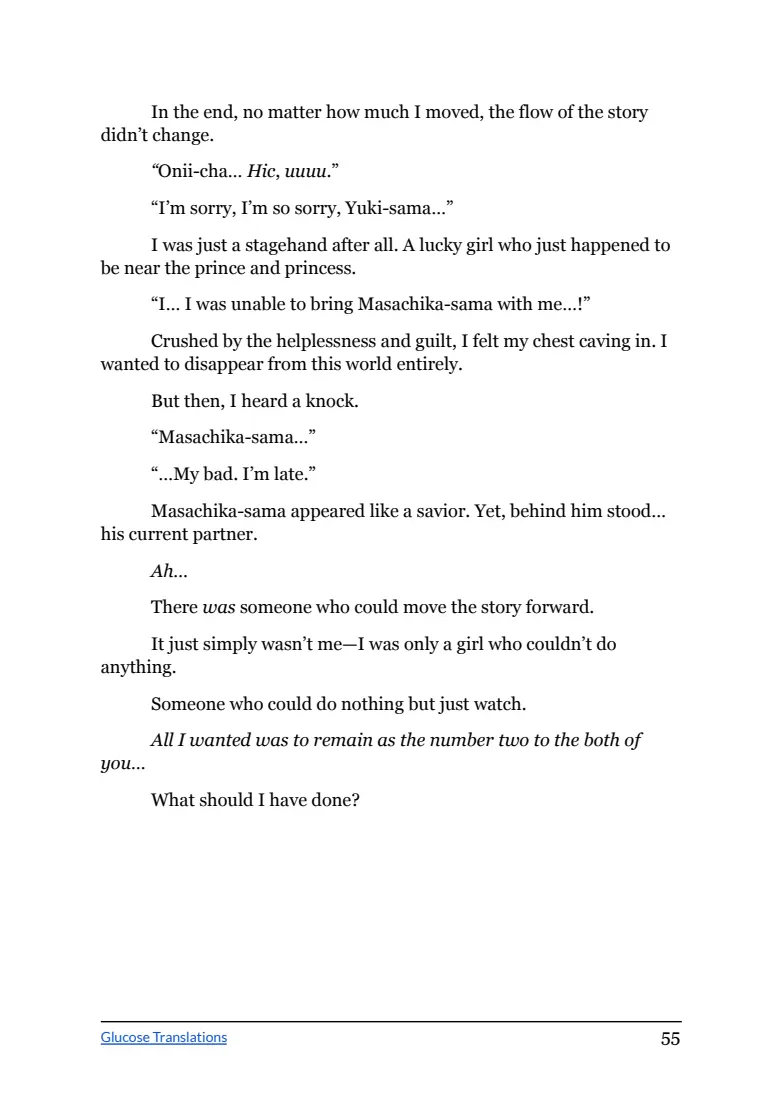 In the end, no matter how much I moved, the flow of the story
didn’t change.
“Onii-cha… Hic, uuuu.”
“I’m sorry, I’m so sorry, Yuki-sama…”
I was just a stagehand after all. A lucky girl who just happened to
be near the prince and princess.
“I… I was unable to bring Masachika-sama with me…!”
Crushed by the helplessness and guilt, I felt my chest caving in. I
wanted to disappear from this world entirely.
But then, I heard a knock.
“Masachika-sama…”
“…My bad. I’m late.”
Masachika-sama appeared like a savior. Yet, behind him stood…
his current partner.
Ah…
There was someone who could move the story forward.
It just simply wasn’t me—I was only a girl who couldn’t do
anything.
Someone who could do nothing but just watch.
All I wanted was to remain as the number two to the both of
you…
What should I have done?
Glucose Translations 55